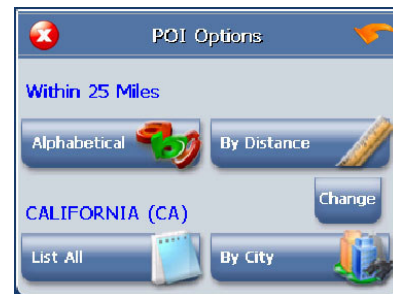 POI Options
Within 25 Miles
Alphabetical
By Distance
Change
CALIFORNIA (CA)
List All
By City